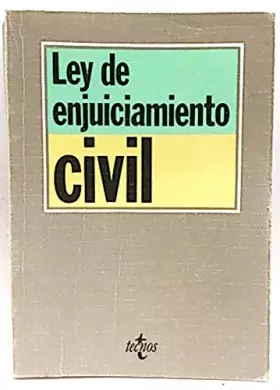 Ley de
enjuiciamiento
civil
tecnos